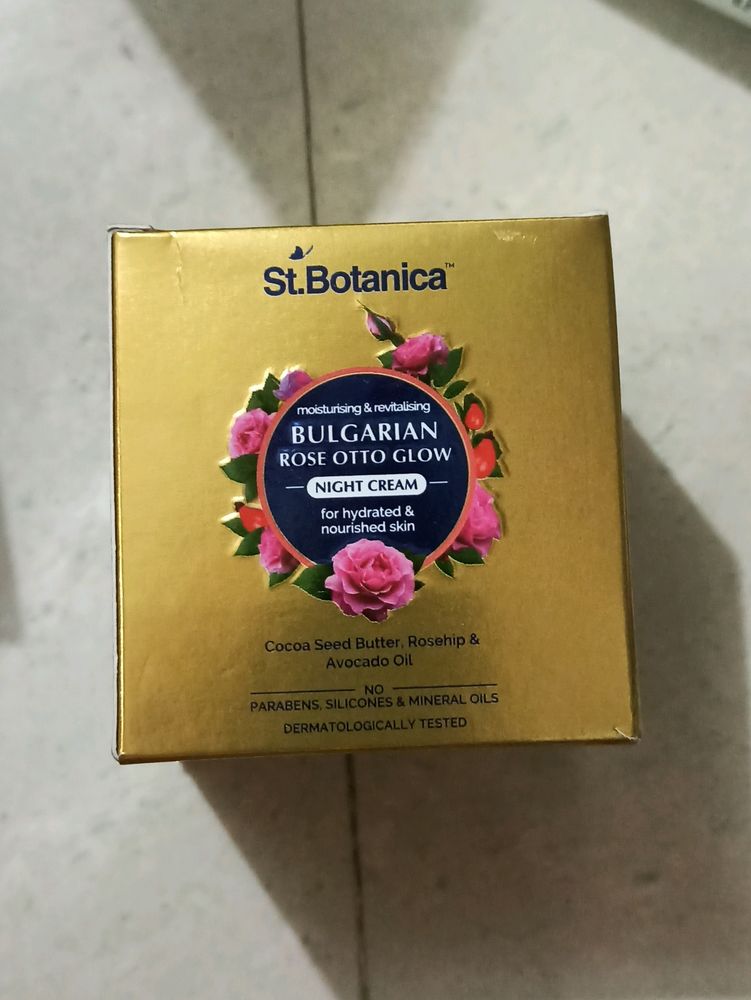 St.Botanica™
moisturising & revitalising
BULGARIAN
ROSE OTTO GLOW
NIGHT CREAM
for hydrated &
nourished skin
Cocoa Seed Butter, Rosehip &
Avocado Oil
NO
PARABENS, SILICONES & MINERAL OILS
DERMATOLOGICALLY TESTED